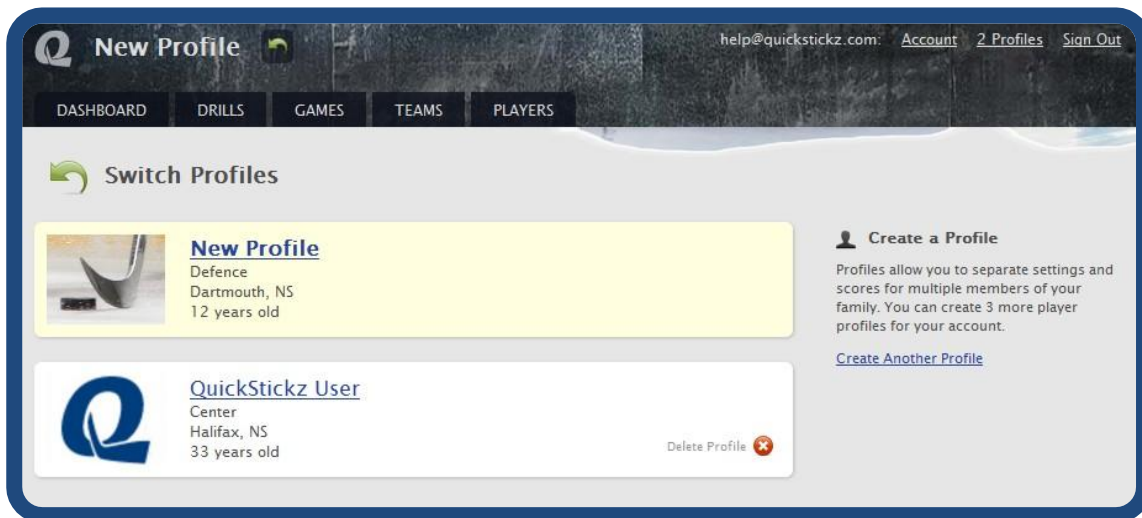 New Profile
help@quickstickz.com: Account 2 Profiles Sign Out
DASHBOARD DRILLS GAMES TEAMS PLAYERS
Switch Profiles
New Profile
Defence
Dartmouth, NS
12 years old
QuickStickz User
Center
Halifax, NS
33 years old
Delete Profile
Create a Profile
Profiles allow you to separate settings and
scores for multiple members of your
family. You can create 3 more player
profiles for your account.
Create Another Profile